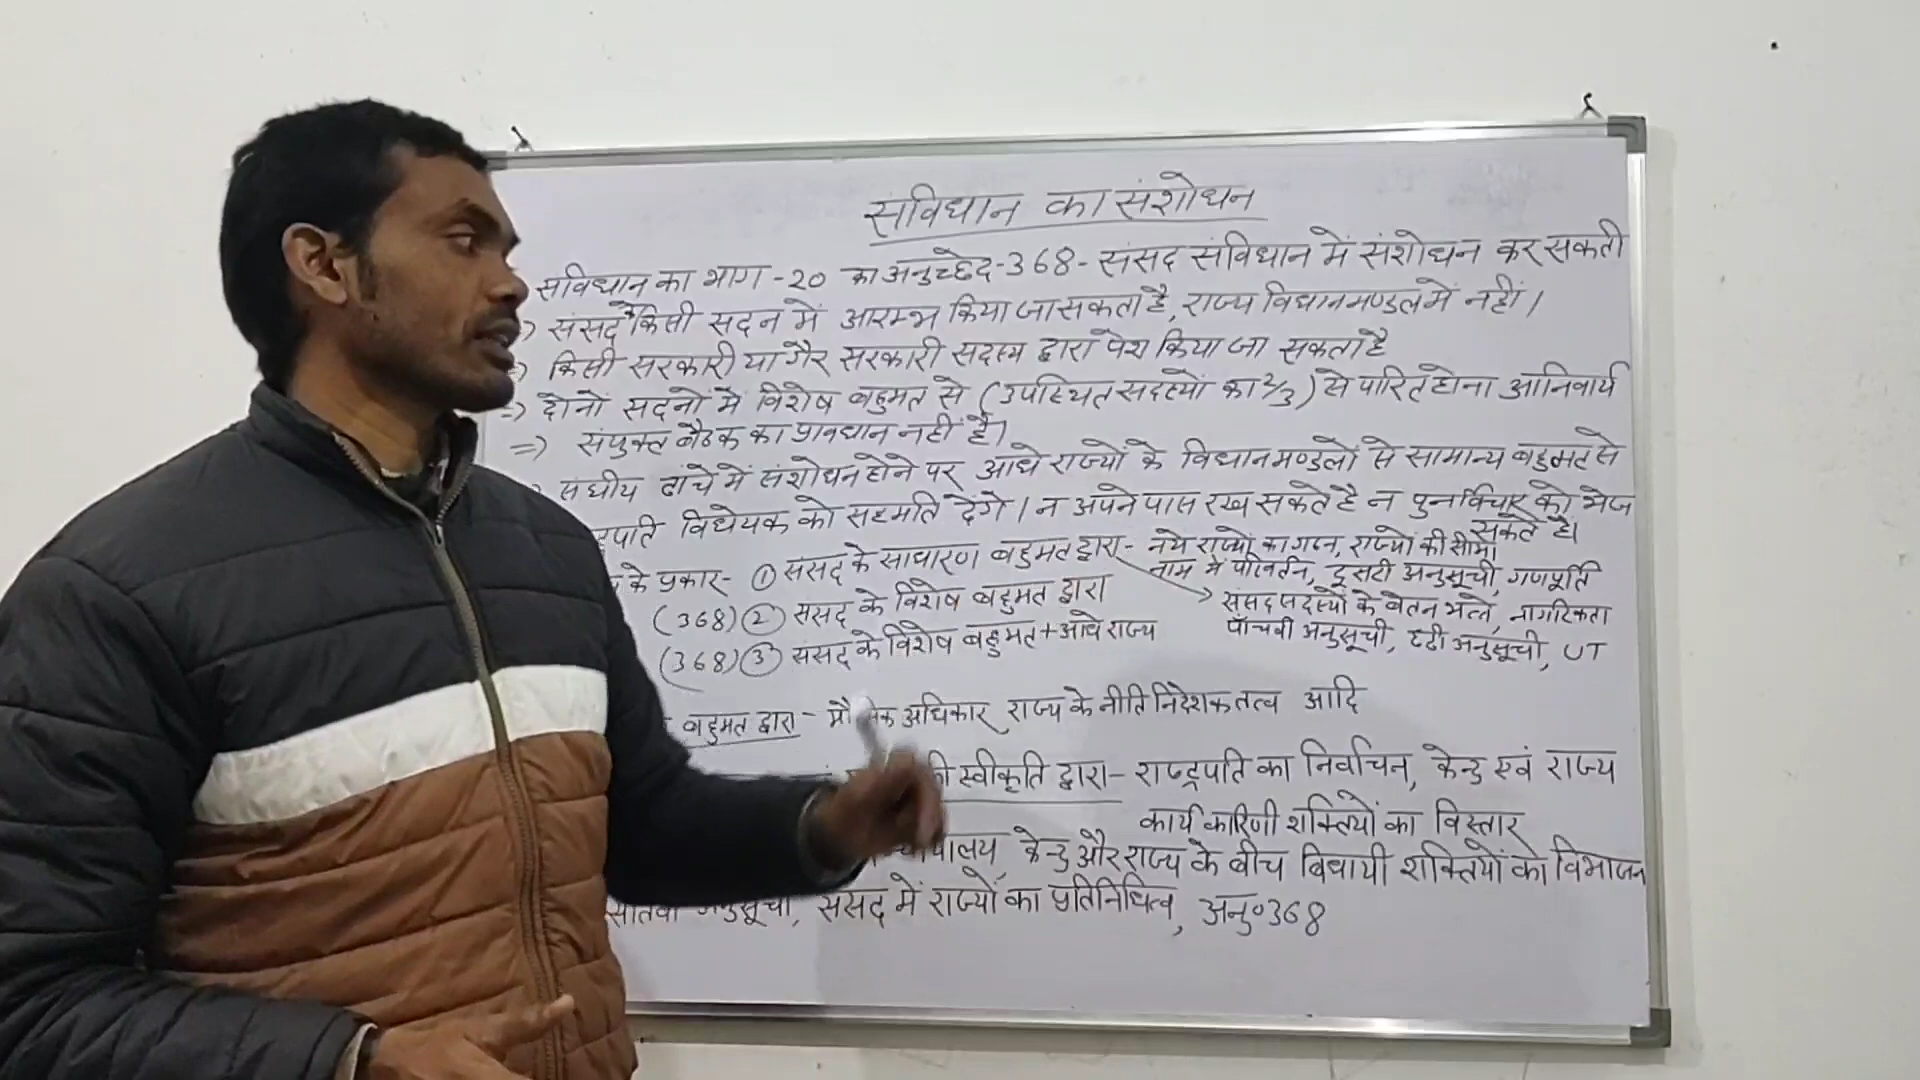 संविधान का संशोधन
संविधान का भाग -20 का अनुच्छेद-368- संसद संविधान में संशोधन कर सकती है
=) संसद किसी सदन में आरम्भ किया जा सकता है, राज्य विधानमण्डल में नहीं।
=) किसी सरकारी या गैर सरकारी सदस्य द्वारा पेश किया जा सकता है
=) दोनों सदनों में विशेष बहुमत से (उपस्थित सदस्यों का 2/3) से पारित होना अनिवार्य
=) संयुक्त बैठक का प्रावधान नहीं है।
संघीय ढांचे में संशोधन होने पर आधे राज्यों के विधानमण्डलों से सामान्य बहुमत से
विधेयक को सहमति देंगे। न अपने पास रख सकते है न पुनर्विचार को भेज
सकते है।
के प्रकार- ① संसद के साधारण बहुमत द्वारा- नये राज्यों का गठन, राज्यों की सीमा
नाम में परिवर्तन, दूसरी अनुसूची, गणपूर्ति
(368) ② संसद के विशेष बहुमत द्वारा
संसद सदस्यों के वेतन भत्ते, नागरिकता
(368) ③ संसद के विशेष बहुमत + आधे राज्य
पाँचवी अनुसूची, छठी अनुसूची, UT
बहुमत द्वारा - अधिकार, राज्य के नीति निदेशक तत्व आदि
की स्वीकृति द्वारा- राष्ट्रपति का निर्वाचन, केन्द्र एवं राज्य
कार्यकारिणी शक्तियों का विस्तार
केन्द्र और राज्य के बीच विधायी शक्तियों का विभाजन
संसद में राज्यों का प्रतिनिधित्व, अनु॰368